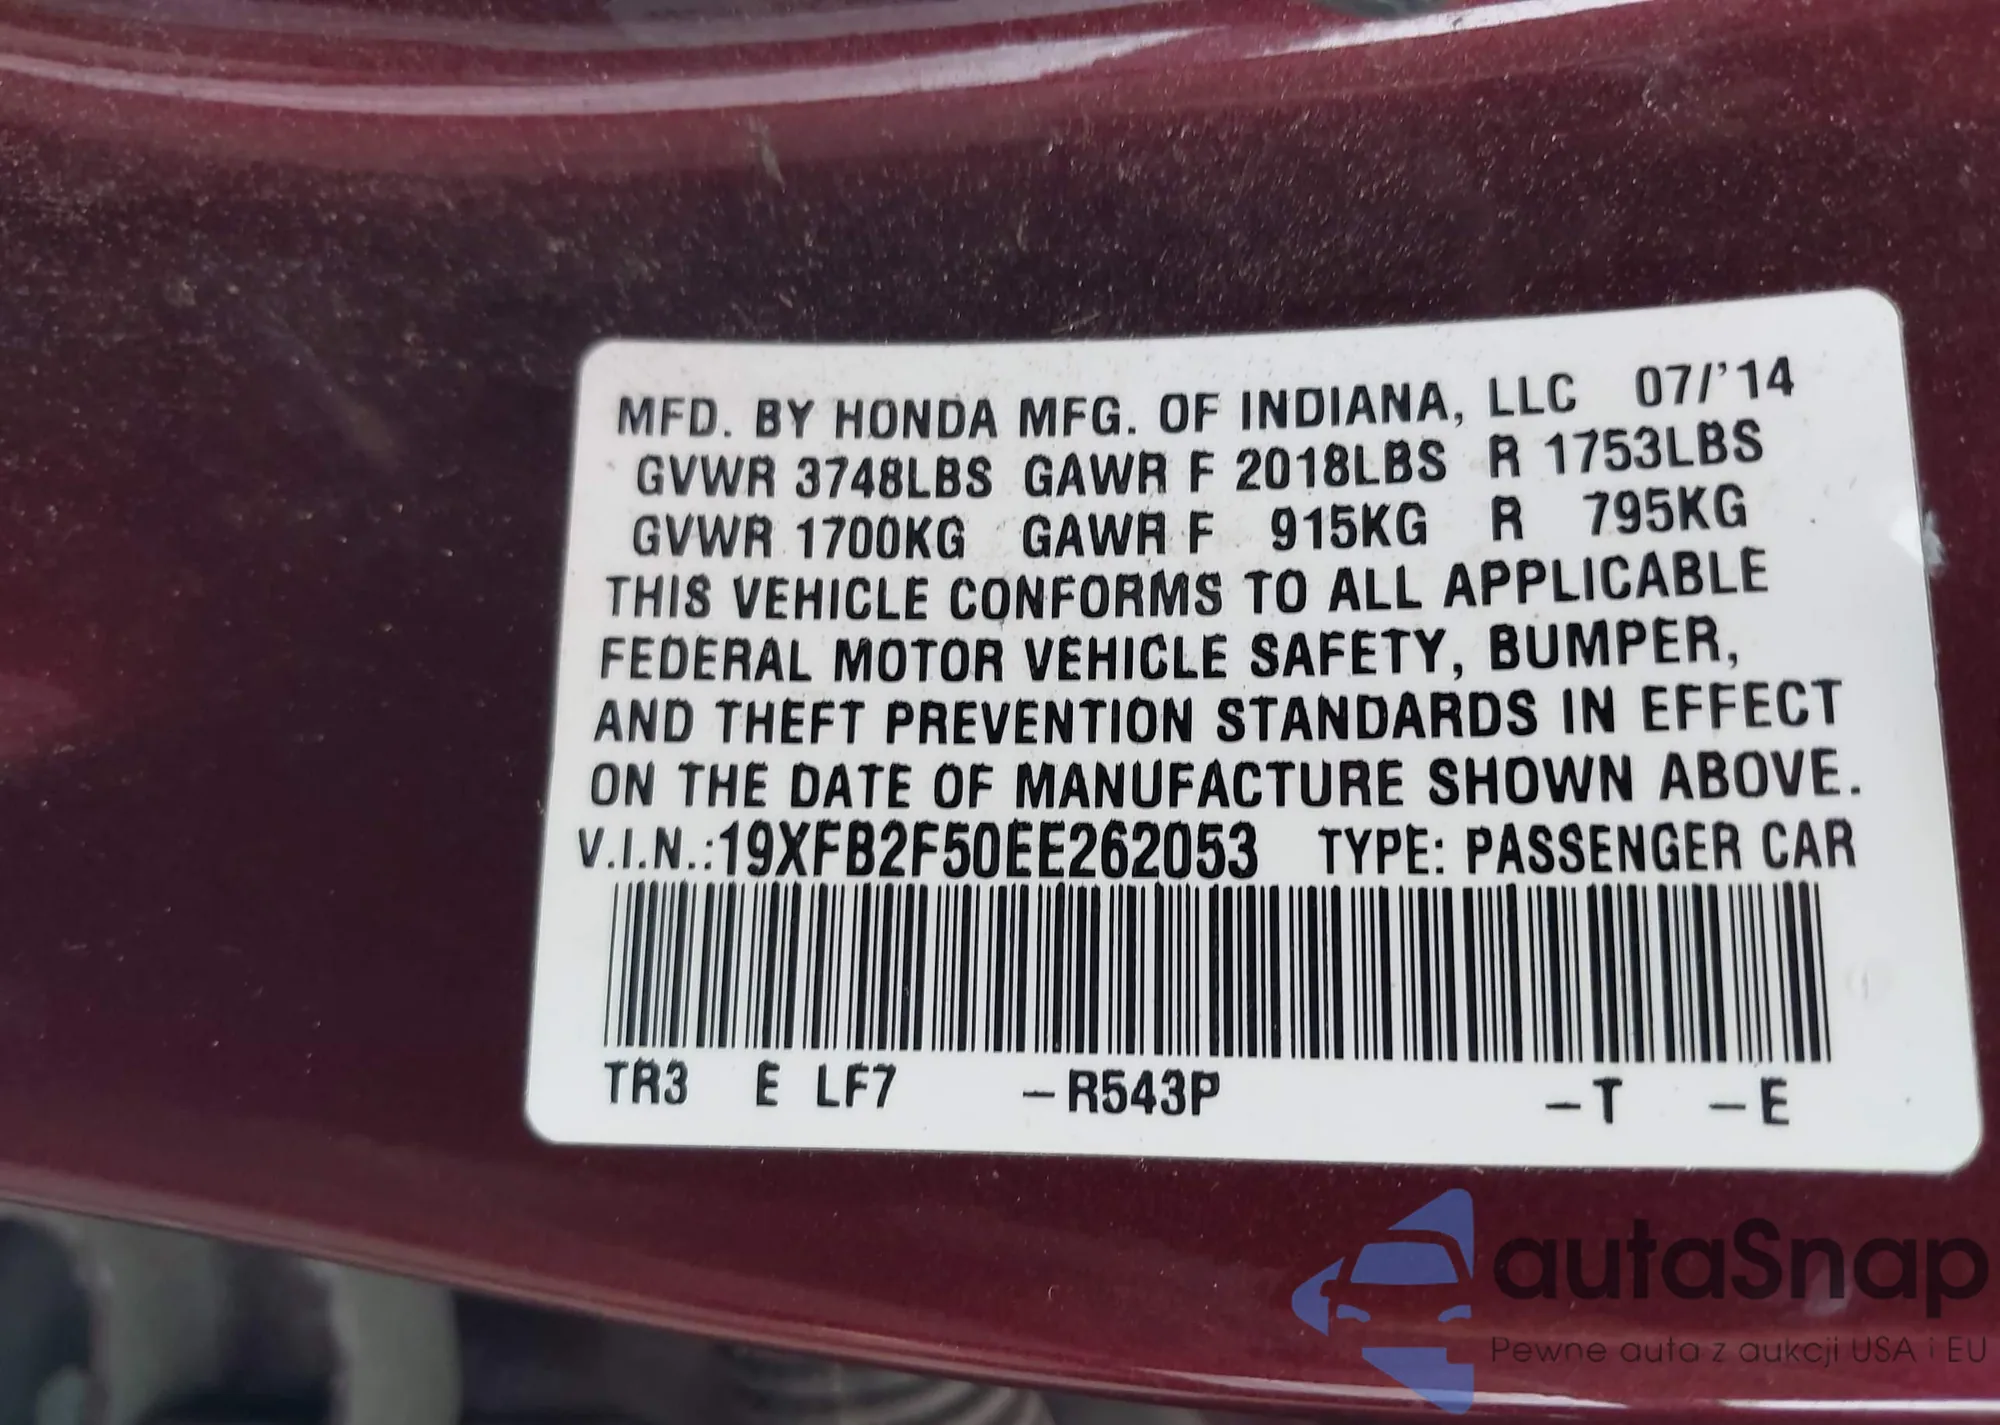 MFD. BY HONDA MFG. OF INDIANA, LLC 07/'14
GVWR 3748LBS GAWR F 2018LBS R 1753LBS
GVWR 1700KG GAWR F 915KG R 795KG
THIS VEHICLE CONFORMS TO ALL APPLICABLE
FEDERAL MOTOR VEHICLE SAFETY, BUMPER,
AND THEFT PREVENTION STANDARDS IN EFFECT
ON THE DATE OF MANUFACTURE SHOWN ABOVE.
V.I.N.:19XFB2F50EE262053 TYPE: PASSENGER CAR
TR3 E LF7 –R543P –T –E
autaSnap
Pewne auta z aukcji USA i EU